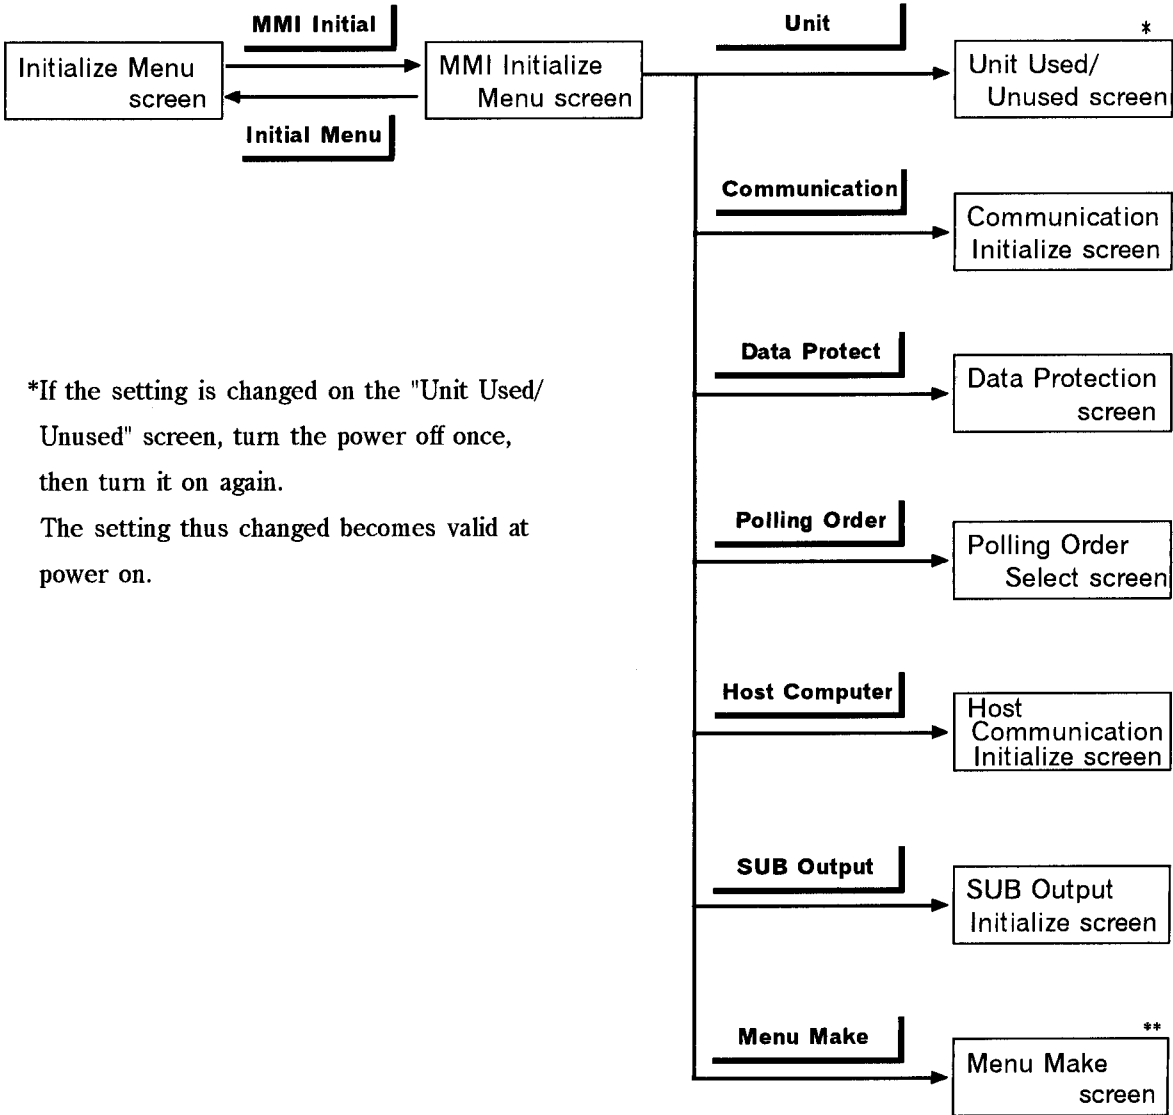 MMI Initial
Initialize Menu
screen
MMI Initialize
Menu screen
Initial Menu
Unit
*
Unit Used/
Unused screen
Communication
Communication
Initialize screen
Data Protect
Data Protection
screen
*If the setting is changed on the "Unit Used/
Unused" screen, turn the power off once,
then turn it on again.
The setting thus changed becomes valid at
power on.
Polling Order
Polling Order
Select screen
Host Computer
Host
Communication
Initialize screen
SUB Output
SUB Output
Initialize screen
Menu Make
**
Menu Make
screen